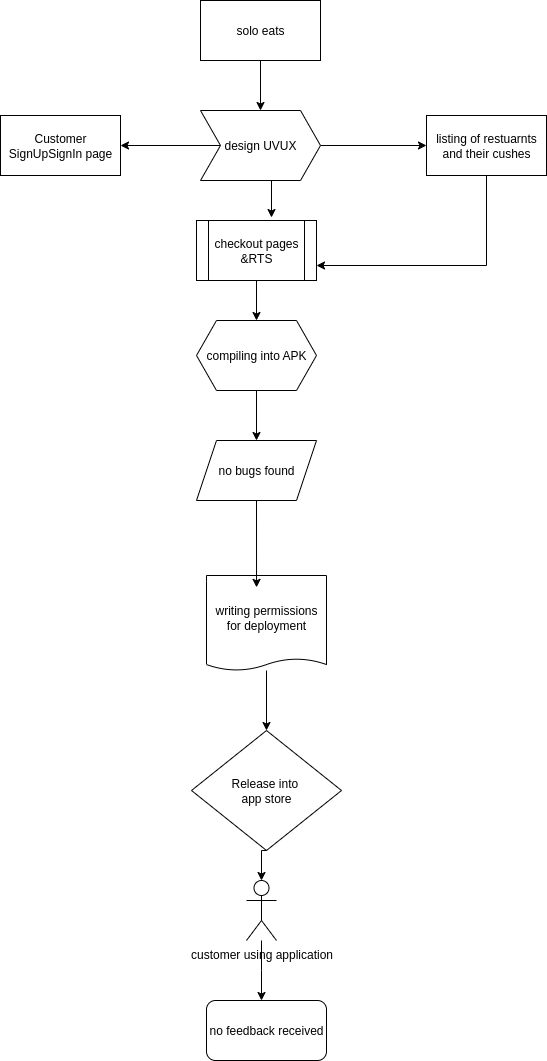 solo eats
Customer
SignUpSignIn page
design UVUX
listing of restuarnts
and their cushes
checkout pages
&RTS
compiling into APK
no bugs found
writing permissions
for deployment
Release into
app store
customer using application
no feedback received